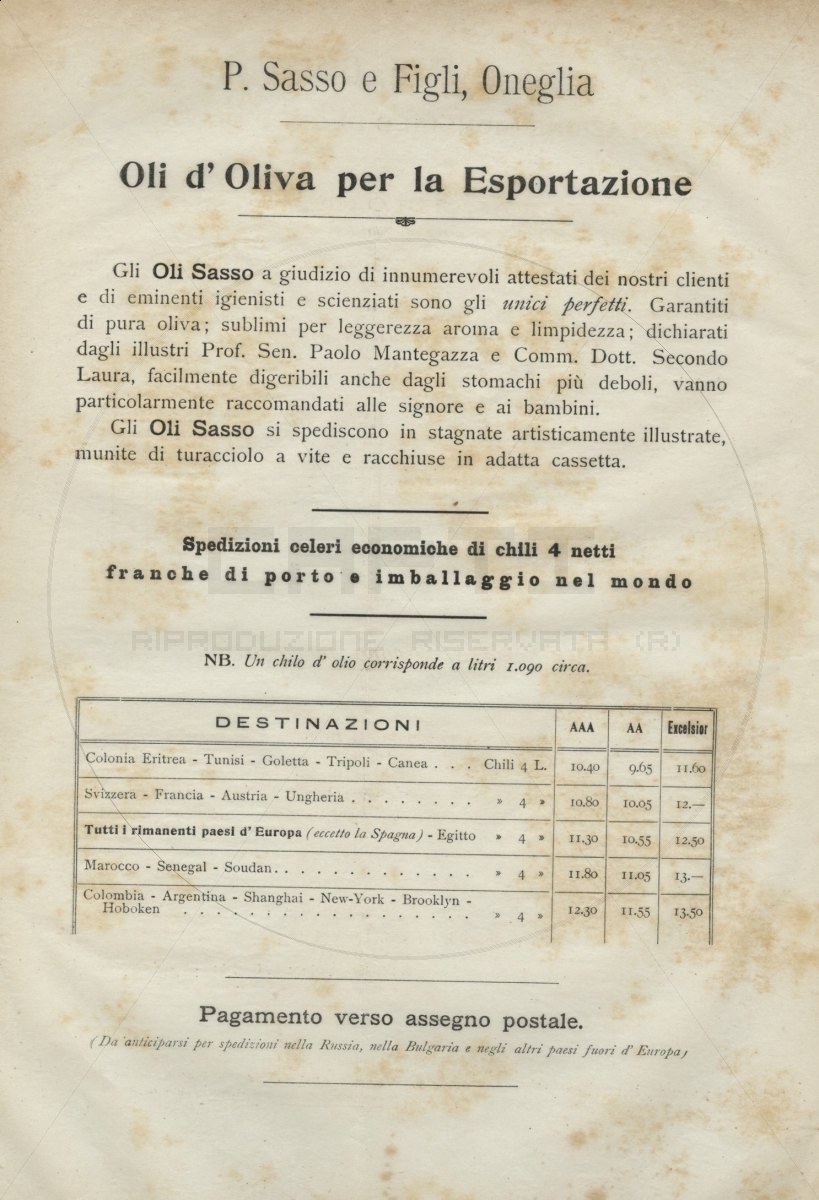 P. Sasso e Figli, Oneglia
Oli d' Oliva per la Esportazione
Gli Oli Sasso a giudizio di innumerevoli attestati dei nostri clienti
e di eminenti igienisti e scienziati sono gli unici perfetti. Garantiti
di pura oliva; sublimi per leggerezza aroma e limpidezza; dichiarati
dagli illustri Prof. Sen. Paolo Mantegazza e Comm. Dott. Secondo
Laura, facilmente digeribili anche dagli stomachi più deboli, vanno
particolarmente raccomandati alle signore e ai bambini.
Gli Oli Sasso si spediscono in stagnate artisticamente illustrate,
munite di turacciolo a vite e racchiuse in adatta cassetta.
Spedizioni celeri economiche di chili 4 netti
franche di porto e imballaggio nel mondo
RIPRODUZIONE RISERVATA (R)
NB. Un chilo d' olio corrisponde a litri 1.090 circa.
DESTINAZIONI AAA AA Excelsior
Colonia Eritrea - Tunisi - Goletta - Tripoli - Canea . . . Chili 4 L. 10.40 9.65 11.60
Svizzera - Francia - Austria - Ungheria . . . . . . . . » 4 » 10.80 10.05 12.—
Tutti i rimanenti paesi d' Europa (eccetto la Spagna) - Egitto » 4 » 11.30 10.55 12.50
Marocco - Senegal - Soudan. . . . . . . . . . . . » 4 » 11.80 11.05 13.—
Colombia - Argentina - Shanghai - New-York - Brooklyn -
Hoboken . . . . . . . . . . . . . . . . » 4 » 12.30 11.55 13.50
Pagamento verso assegno postale.
(Da anticiparsi per spedizioni nella Russia, nella Bulgaria e negli altri paesi fuori d' Europa)